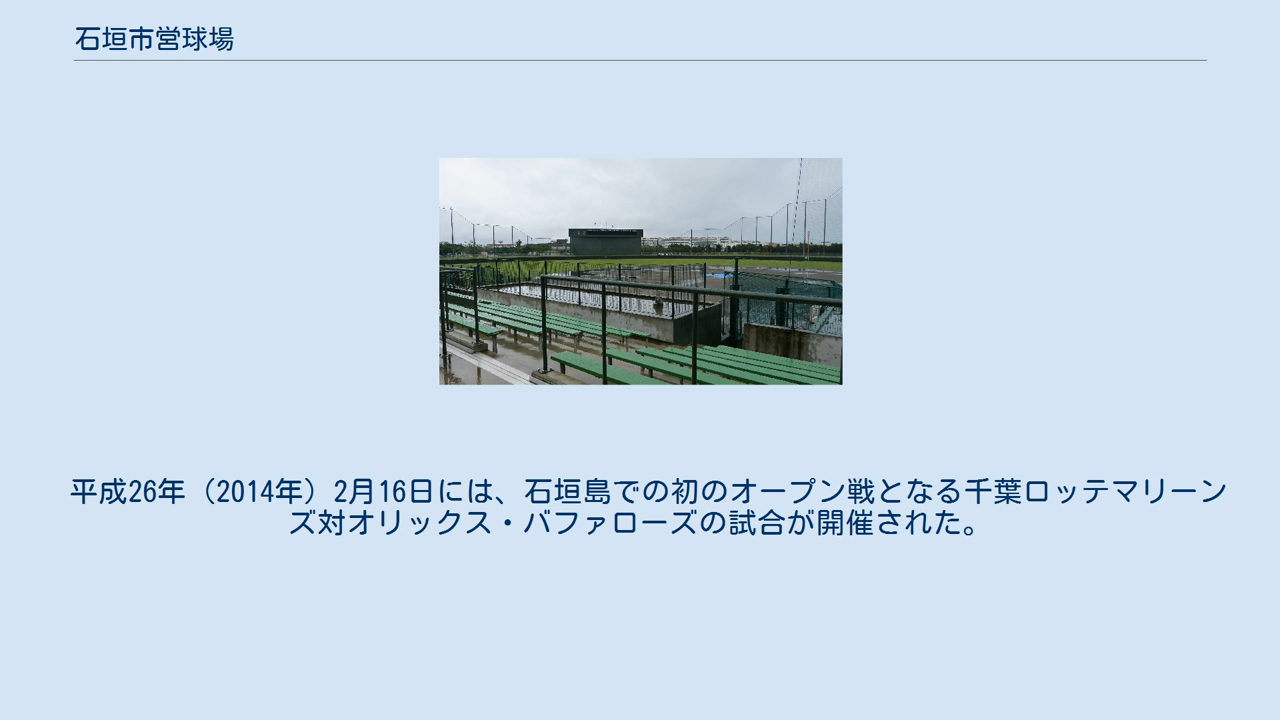 石垣市営球場
平成26年（2014年）2月16日には、石垣島での初のオープン戦となる千葉ロッテマリーン
ズ対オリックス・バファローズの試合が開催された。